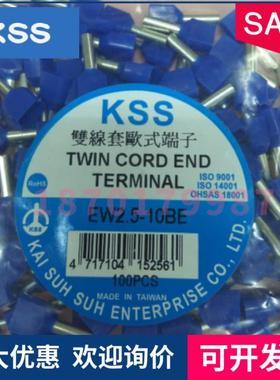 KSS
SA
KSS
雙線套歐式端子
TWIN CORD END
TERMINAL
ISO 9001
ISO 14001
OHSAS 18001
RoHS
KSS
EW2.5-10BE
4 717104 152561
100PCS
MADE IN TAIWAN
KAI SUH SUH ENTERPRISE CO., LTD.
大优惠 欢迎询价 可开发